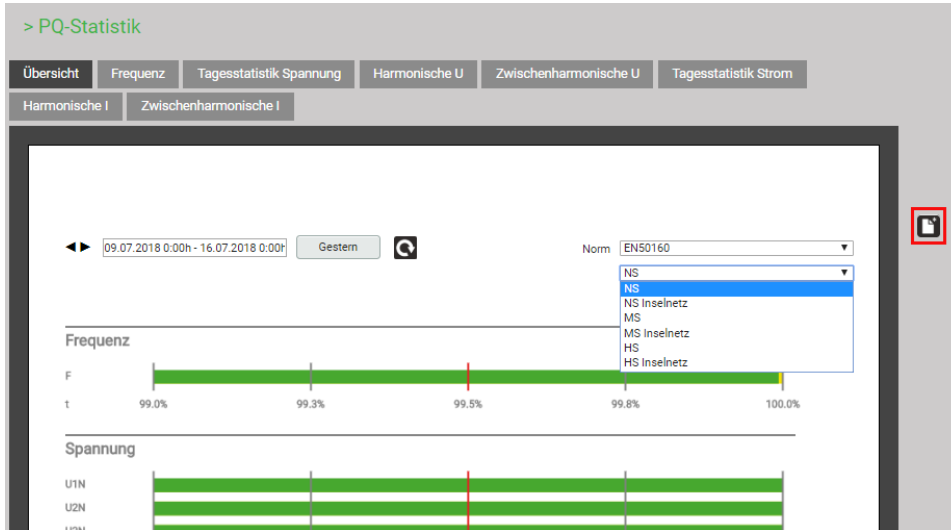 > PQ-Statistik
Übersicht Frequenz Tagesstatistik Spannung Harmonische U Zwischenharmonische U Tagesstatistik Strom
Harmonische I Zwischenharmonische I
09.07.2018 0:00h - 16.07.2018 0:00h Gestern Norm EN50160
NS
NS
NS Inselnetz
MS
MS Inselnetz
HS
HS Inselnetz
Frequenz
F
t 99.0% 99.3% 99.5% 99.8% 100.0%
Spannung
U1N
U2N